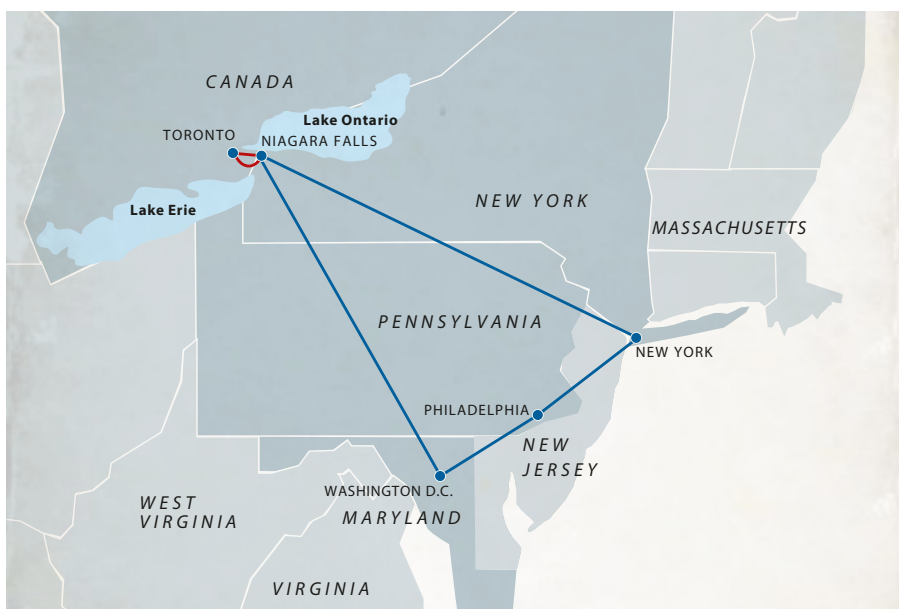 CANADA
Lake Ontario
TORONTO
NIAGARA FALLS
Lake Erie
NEW YORK
MASSACHUSETTS
PENNSYLVANIA
NEW YORK
PHILADELPHIA
NEW
JERSEY
WASHINGTON D.C.
WEST
VIRGINIA
MARYLAND
VIRGINIA